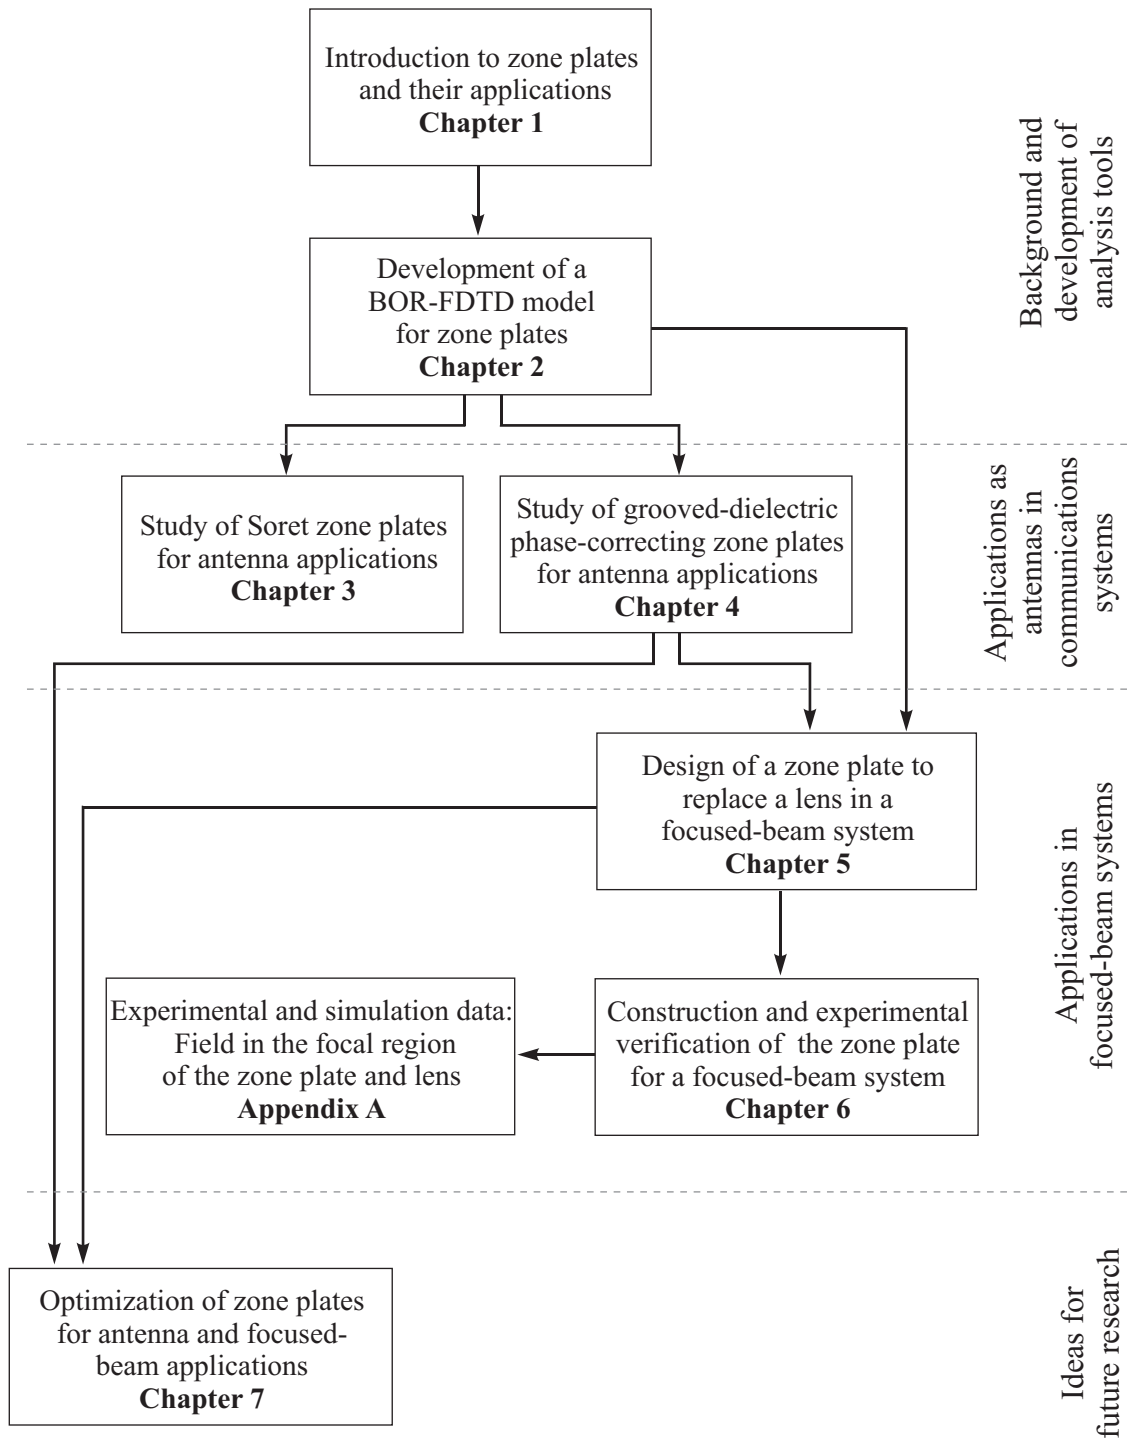 Introduction to zone plates
and their applications
Chapter 1
Background and
development of
analysis tools
Development of a
BOR-FDTD model
for zone plates
Chapter 2
Study of Soret zone plates
for antenna applications
Chapter 3
Study of grooved-dielectric
phase-correcting zone plates
for antenna applications
Chapter 4
Applications as
antennas in
communications
systems
Design of a zone plate to
replace a lens in a
focused-beam system
Chapter 5
Applications in
focused-beam systems
Experimental and simulation data:
Field in the focal region
of the zone plate and lens
Appendix A
Construction and experimental
verification of the zone plate
for a focused-beam system
Chapter 6
Optimization of zone plates
for antenna and focused-
beam applications
Chapter 7
Ideas for
future research